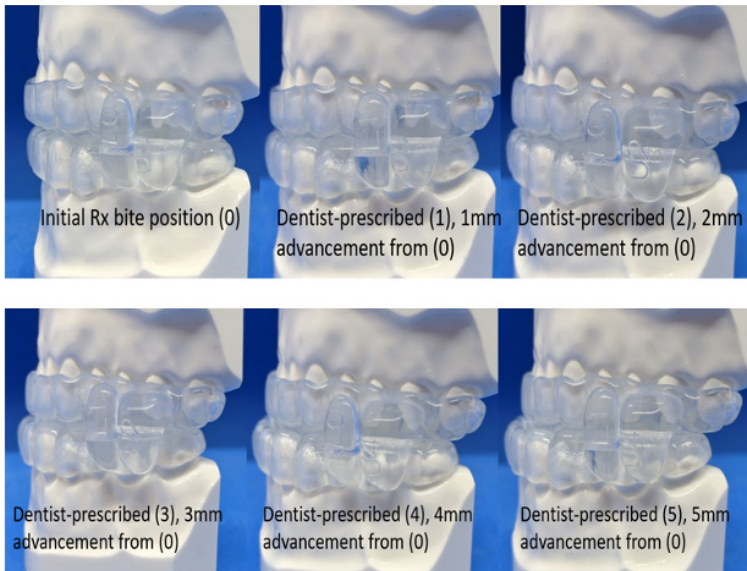 Initial Rx bite position (0)
Dentist-prescribed (1), 1mm
advancement from (0)
Dentist-prescribed (2), 2mm
advancement from (0)
Dentist-prescribed (3), 3mm
advancement from (0)
Dentist-prescribed (4), 4mm
advancement from (0)
Dentist-prescribed (5), 5mm
advancement from (0)